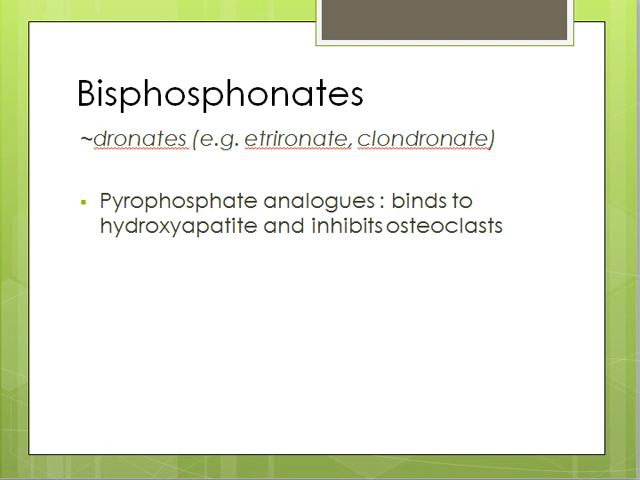 Bisphosphonates
~dronates (e.g. etrironate, clondronate)
▪ Pyrophosphate analogues : binds to
hydroxyapatite and inhibits osteoclasts